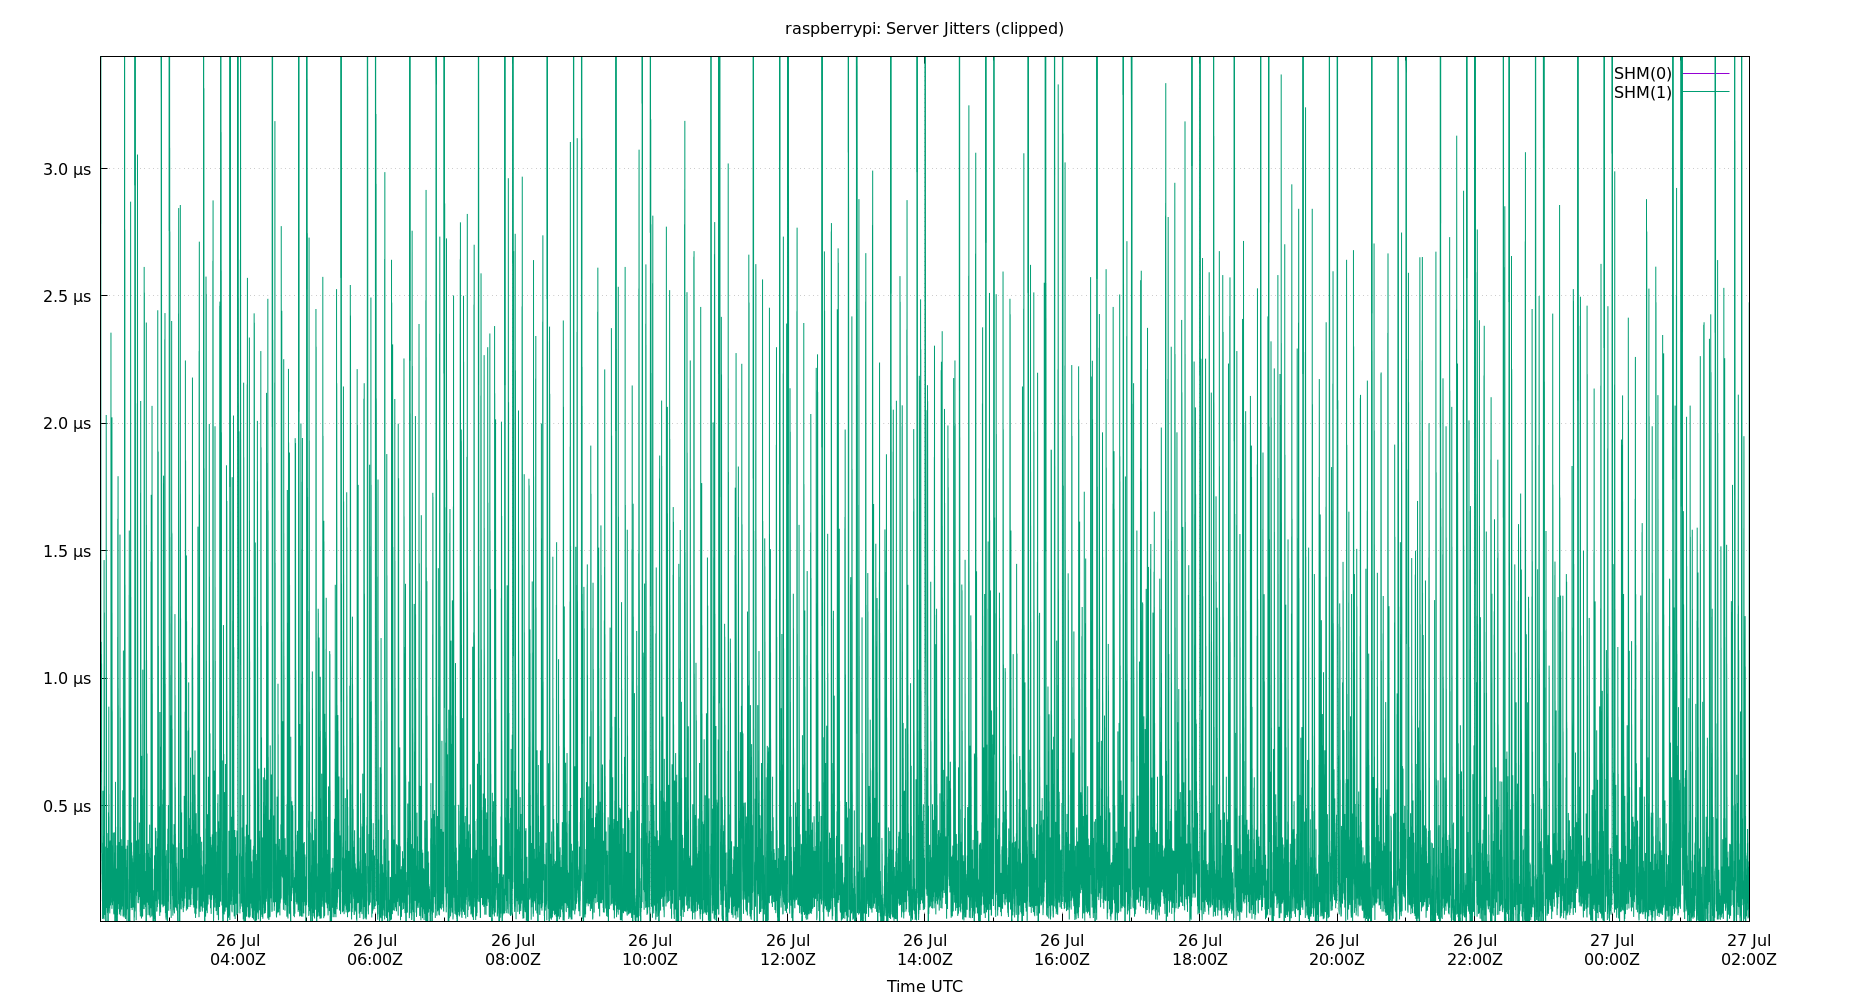 raspberrypi: Server Jitters (clipped)
SHM(0)
SHM(1)
3.0 µs
2.5 µs
2.0 µs
1.5 µs
1.0 µs
0.5 µs
26 Jul 26 Jul 26 Jul 26 Jul 26 Jul 26 Jul 26 Jul 26 Jul 26 Jul 26 Jul 27 Jul 27 Jul
04:00Z 06:00Z 08:00Z 10:00Z 12:00Z 14:00Z 16:00Z 18:00Z 20:00Z 22:00Z 00:00Z 02:00Z
Time UTC